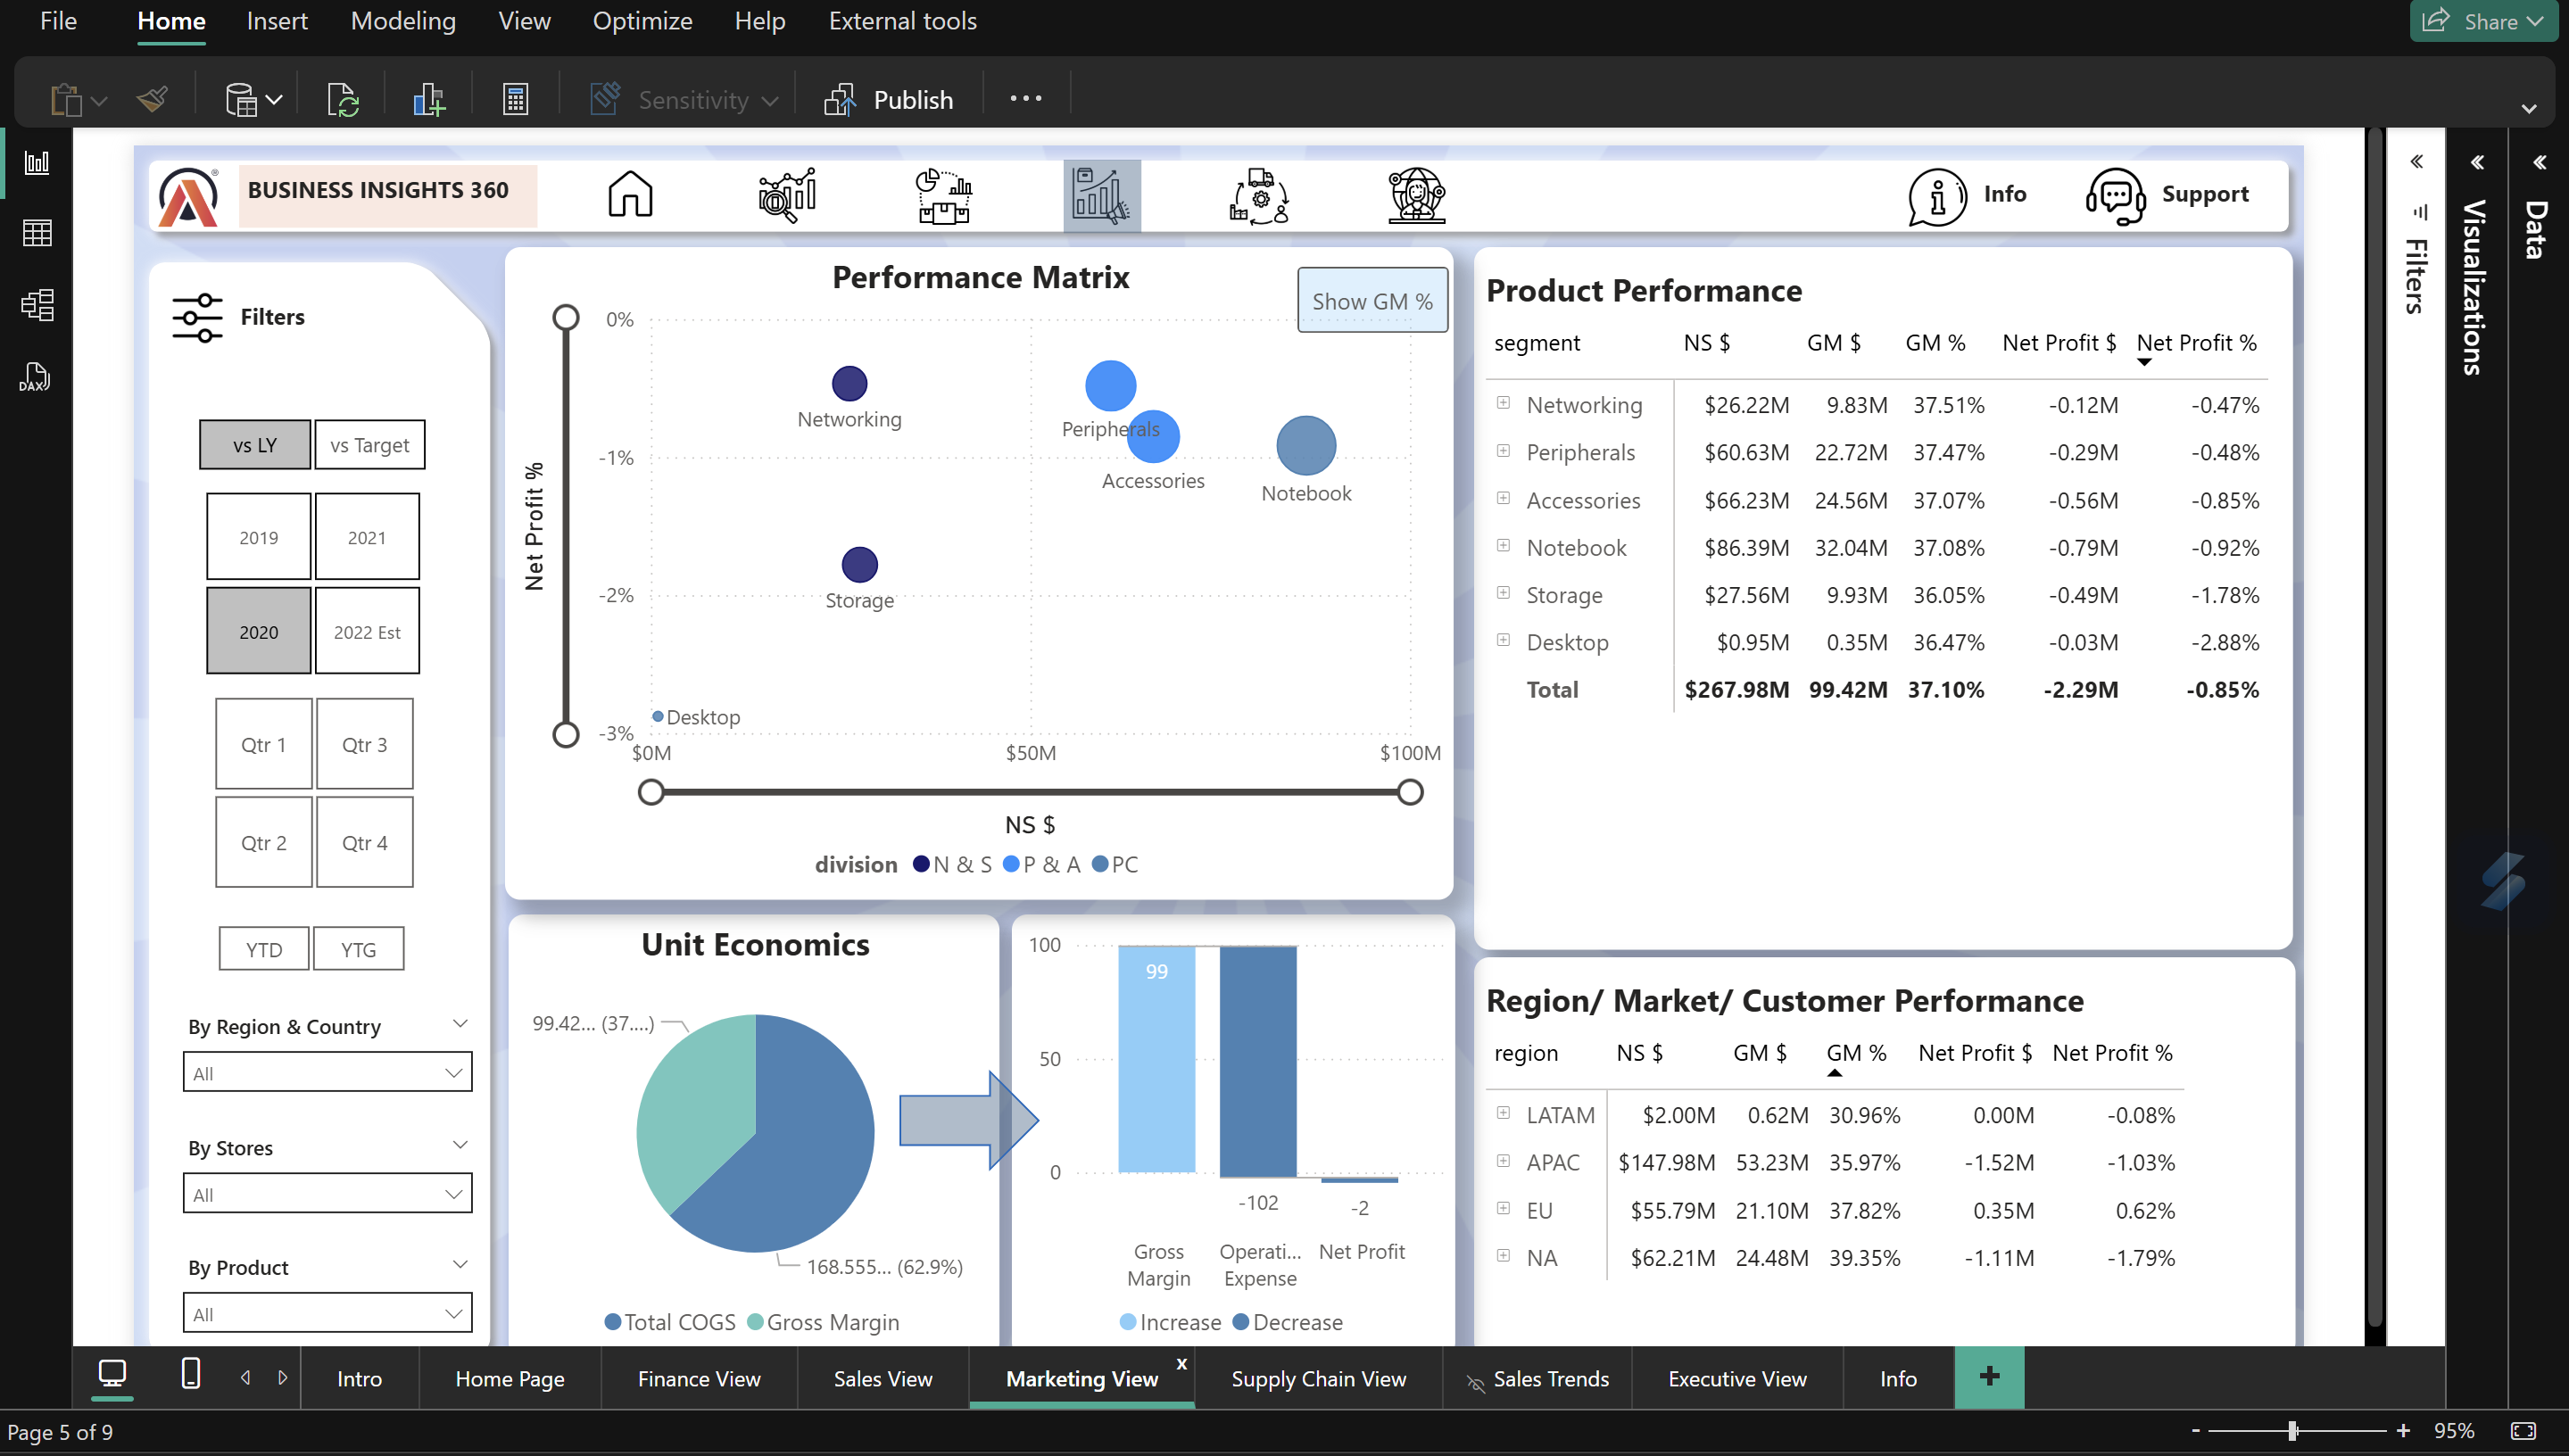 File Home Insert Modeling View Optimize Help External tools Share
Sensitivity Publish
BUSINESS INSIGHTS 360 Info Support
Filters
vs LY vs Target
2019 2021
2020 2022 Est
Qtr 1 Qtr 3
Qtr 2 Qtr 4
YTD YTG
By Region & Country
All
By Stores
All
By Product
All
Performance Matrix
Show GM %
Net Profit %
0%
-1%
-2%
-3%
Networking
Peripherals
Accessories
Notebook
Storage
Desktop
$0M $50M $100M
NS $
division N & S P & A PC
Unit Economics
99.42... (37....)
168.555... (62.9%)
Total COGS Gross Margin
100
50
0
99
-102
-2
Gross Margin
Operati... Expense
Net Profit
Increase Decrease
Product Performance
segment NS $ GM $ GM % Net Profit $ Net Profit %
Networking $26.22M 9.83M 37.51% -0.12M -0.47%
Peripherals $60.63M 22.72M 37.47% -0.29M -0.48%
Accessories $66.23M 24.56M 37.07% -0.56M -0.85%
Notebook $86.39M 32.04M 37.08% -0.79M -0.92%
Storage $27.56M 9.93M 36.05% -0.49M -1.78%
Desktop $0.95M 0.35M 36.47% -0.03M -2.88%
Total $267.98M 99.42M 37.10% -2.29M -0.85%
Region/ Market/ Customer Performance
region NS $ GM $ GM % Net Profit $ Net Profit %
LATAM $2.00M 0.62M 30.96% 0.00M -0.08%
APAC $147.98M 53.23M 35.97% -1.52M -1.03%
EU $55.79M 21.10M 37.82% 0.35M 0.62%
NA $62.21M 24.48M 39.35% -1.11M -1.79%
Filters
Visualizations
Data
DAX
Intro Home Page Finance View Sales View Marketing View x Supply Chain View Sales Trends Executive View Info +
Page 5 of 9 - + 95%